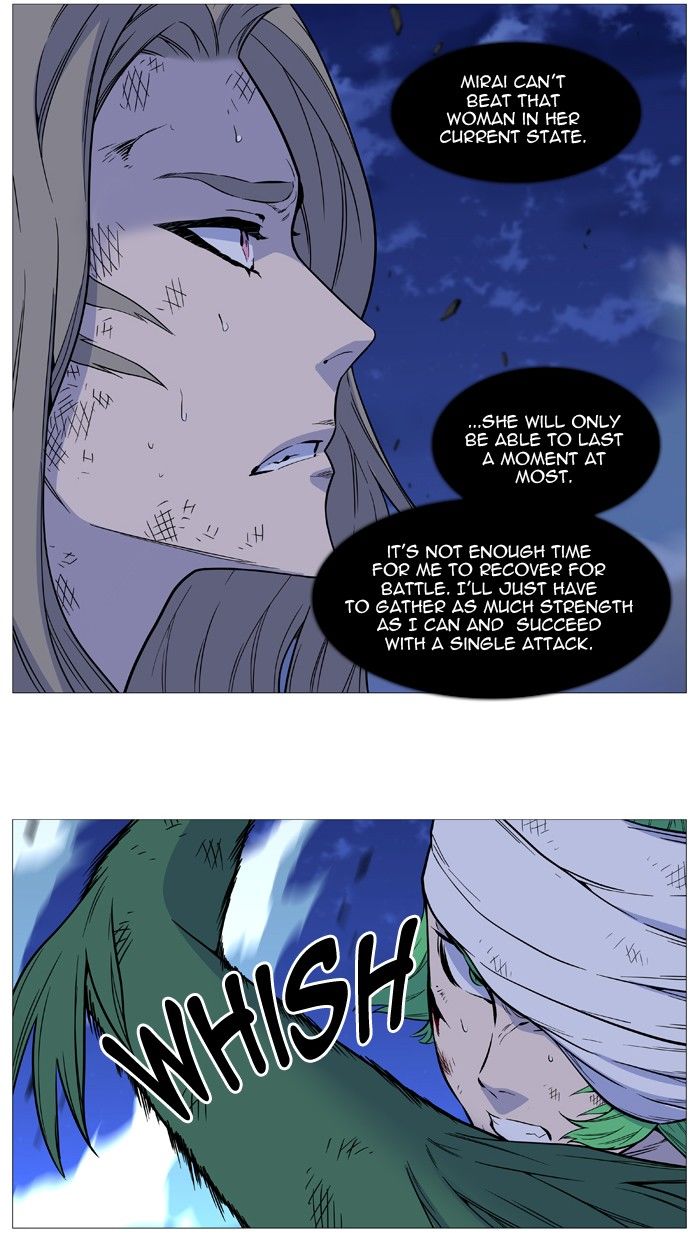 MIRAI CAN'T
BEAT THAT
WOMAN IN HER
CURRENT STATE.
...SHE WILL ONLY
BE ABLE TO LAST
A MOMENT AT
MOST.
IT'S NOT ENOUGH TIME
FOR ME TO RECOVER FOR
BATTLE. I'LL JUST HAVE
TO GATHER AS MUCH STRENGTH
AS I CAN AND SUCCEED
WITH A SINGLE ATTACK.
WHISH